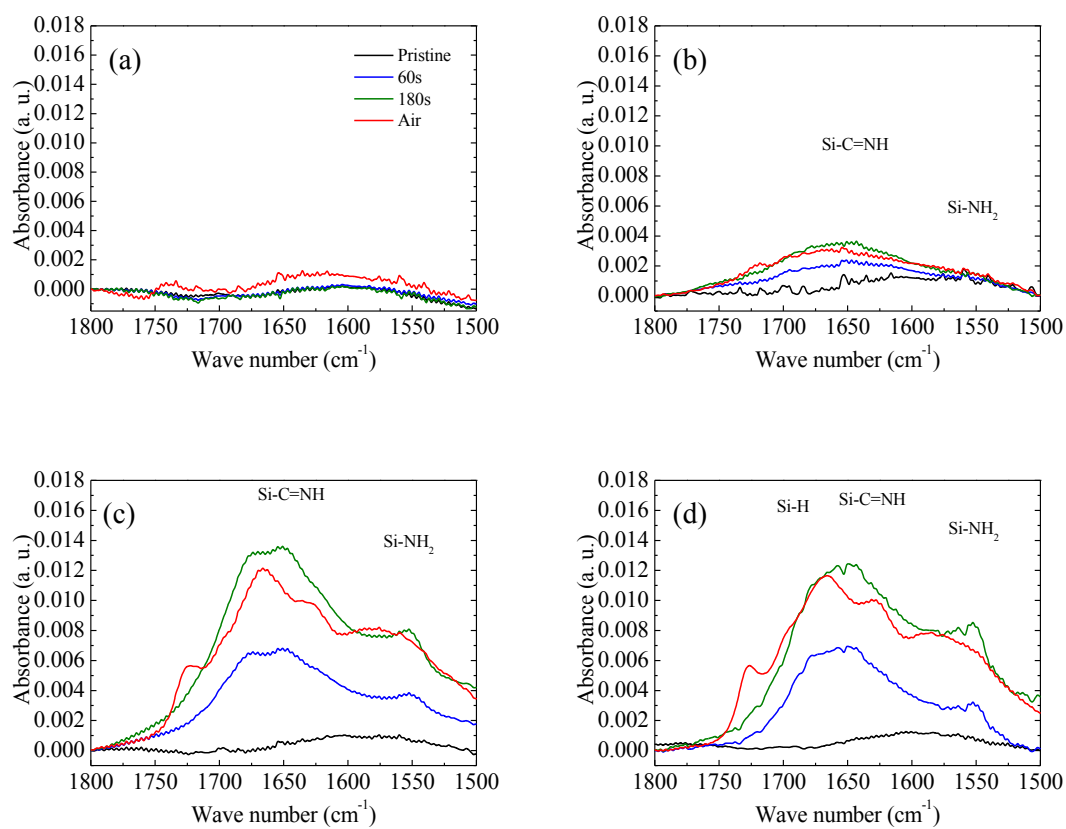 0.018
0.016
0.014
0.012
0.010
0.008
0.006
0.004
0.002
0.000
Absorbance (a. u.)
(a)
Pristine
60s
180s
Air
1800 1750 1700 1650 1600 1550 1500
Wave number (cm⁻¹)
0.018
0.016
0.014
0.012
0.010
0.008
0.006
0.004
0.002
0.000
Absorbance (a. u.)
(b)
Si-C=NH
Si-NH₂
1800 1750 1700 1650 1600 1550 1500
Wave number (cm⁻¹)
0.018
0.016
0.014
0.012
0.010
0.008
0.006
0.004
0.002
0.000
Absorbance (a. u.)
(c)
Si-C=NH
Si-NH₂
1800 1750 1700 1650 1600 1550 1500
Wave number (cm⁻¹)
0.018
0.016
0.014
0.012
0.010
0.008
0.006
0.004
0.002
0.000
Absorbance (a. u.)
(d)
Si-H
Si-C=NH
Si-NH₂
1800 1750 1700 1650 1600 1550 1500
Wave number (cm⁻¹)